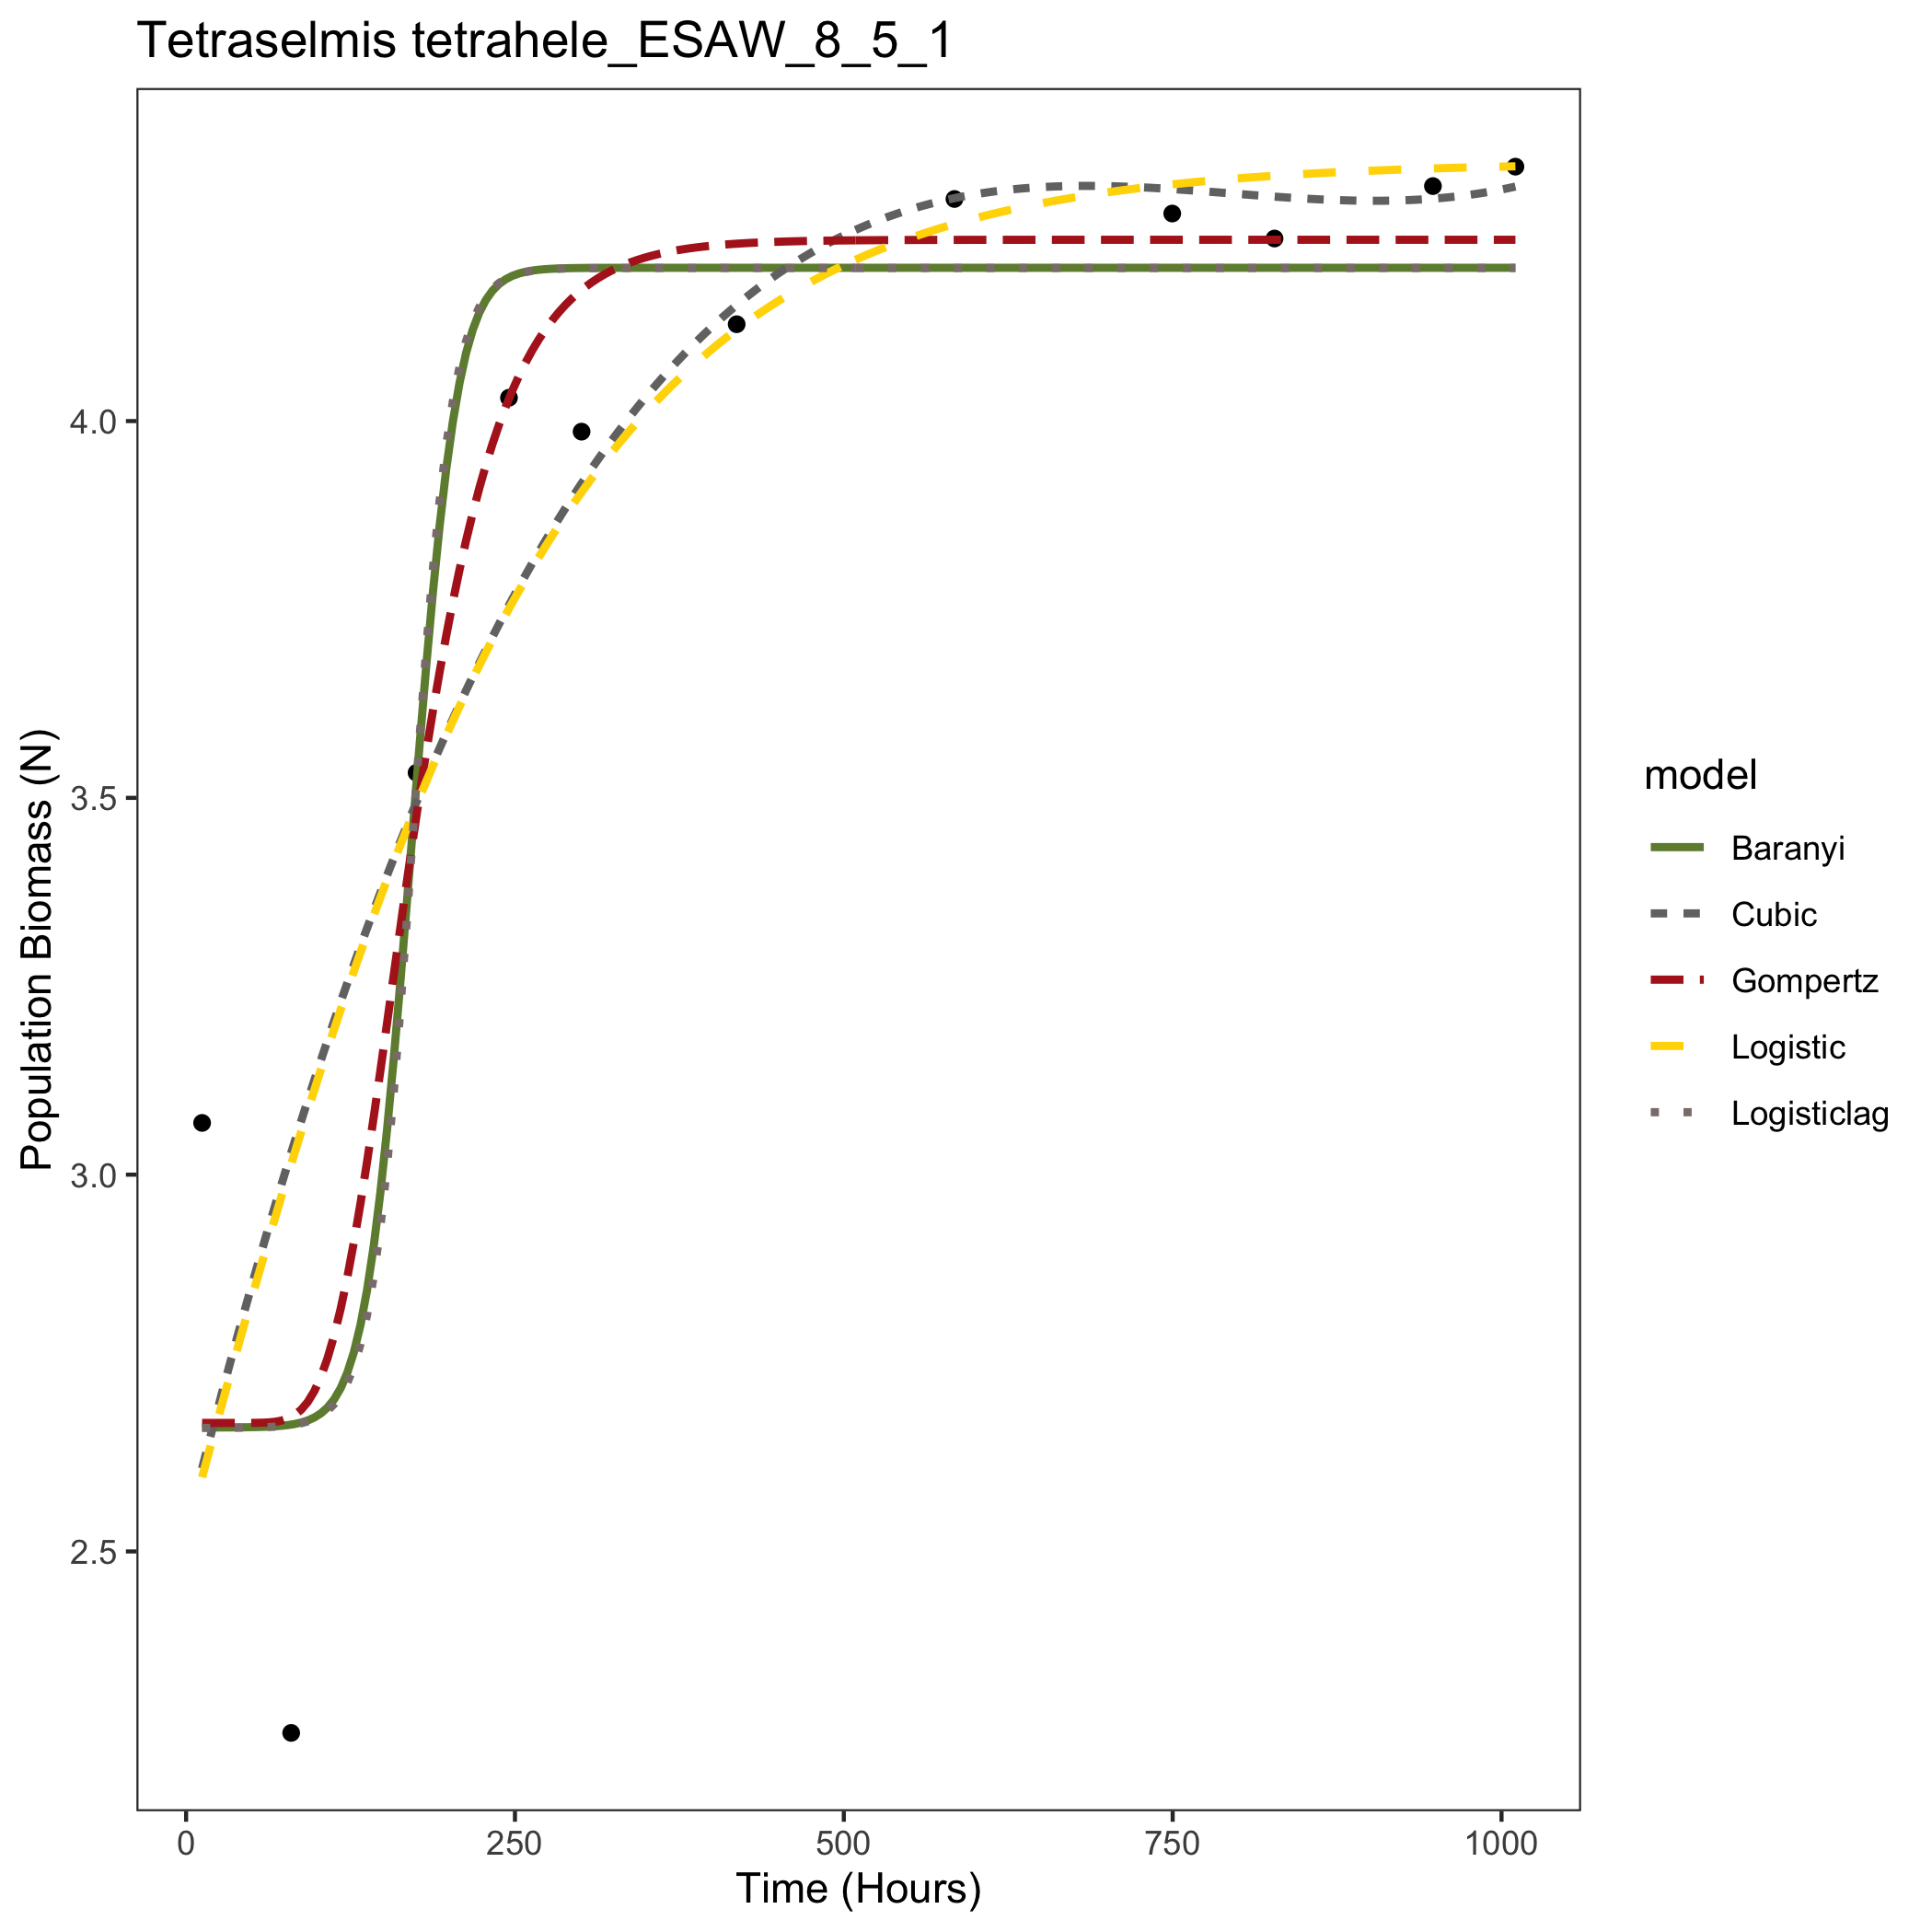 Tetraselmis tetrahele_ESAW_8_5_1
Population Biomass (N)
4.0
3.5
3.0
2.5
0
250
500
750
1000
Time (Hours)
model
Baranyi
Cubic
Gompertz
Logistic
Logisticlag